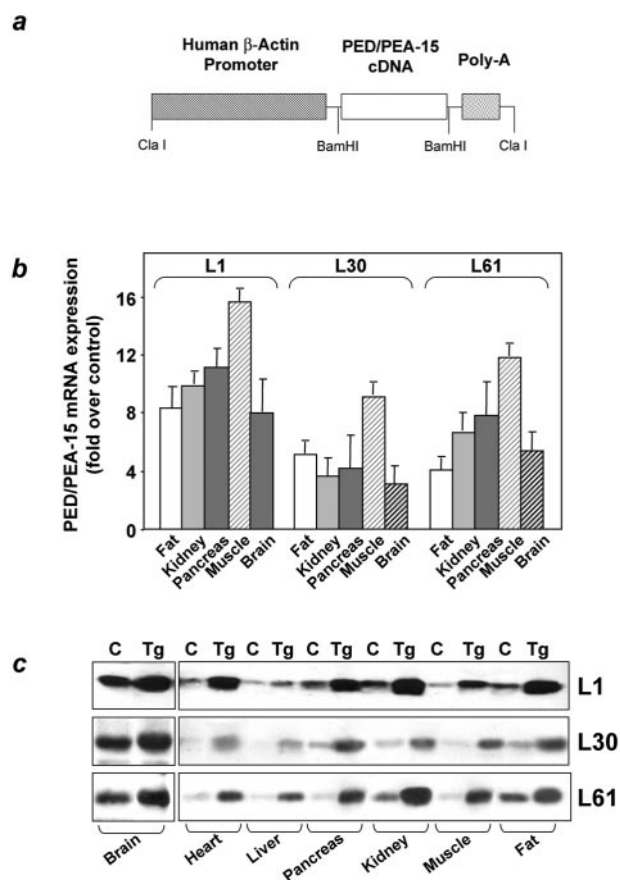 a
Human β-Actin
Promoter
PED/PEA-15
cDNA
Poly-A
Cla I
BamHI
BamHI
Cla I
b
PED/PEA-15 mRNA expression
(fold over control)
L1
L30
L61
16
12
8
4
0
Fat
Kidney
Pancreas
Muscle
Brain
Fat
Kidney
Pancreas
Muscle
Brain
Fat
Kidney
Pancreas
Muscle
Brain
c
C Tg C Tg C Tg C Tg C Tg C Tg C Tg
L1
L30
L61
Brain
Heart
Liver
Pancreas
Kidney
Muscle
Fat